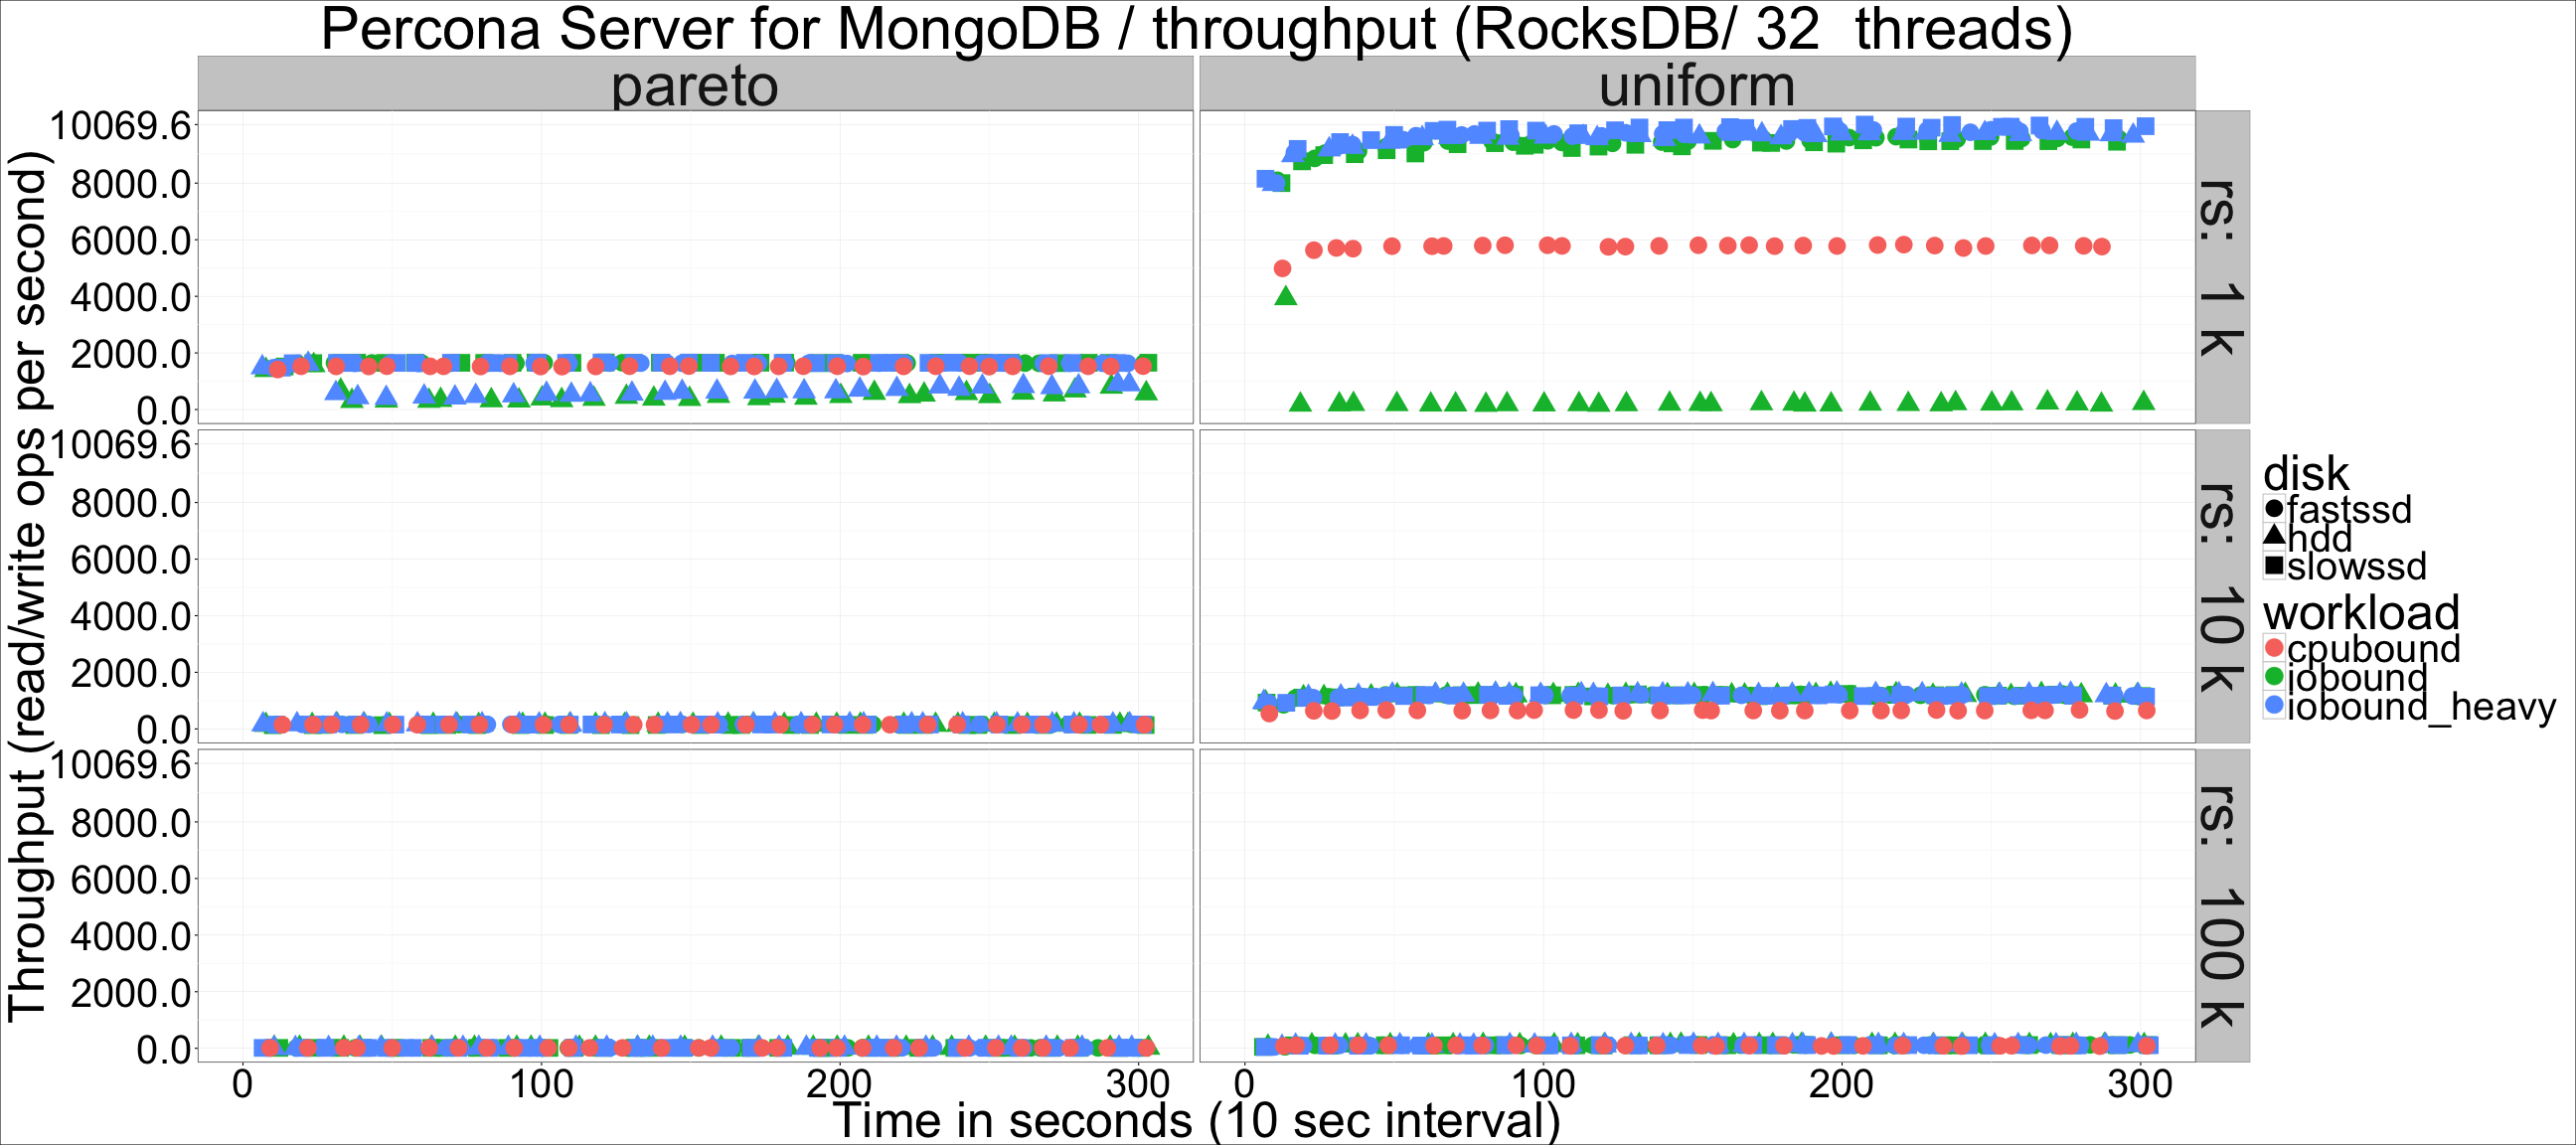 Percona Server for MongoDB / throughput (RocksDB/ 32  threads)
pareto
uniform
Throughput (read/write ops per second)
10069.6
8000.0
6000.0
4000.0
2000.0
0.0
rs:  1 k
10069.6
8000.0
6000.0
4000.0
2000.0
0.0
rs:  10 k
10069.6
8000.0
6000.0
4000.0
2000.0
0.0
rs:  100 k
0 100 200 300
0 100 200 300
Time in seconds (10 sec interval)
disk
fastssd
hdd
slowssd
workload
cpubound
iobound
iobound_heavy